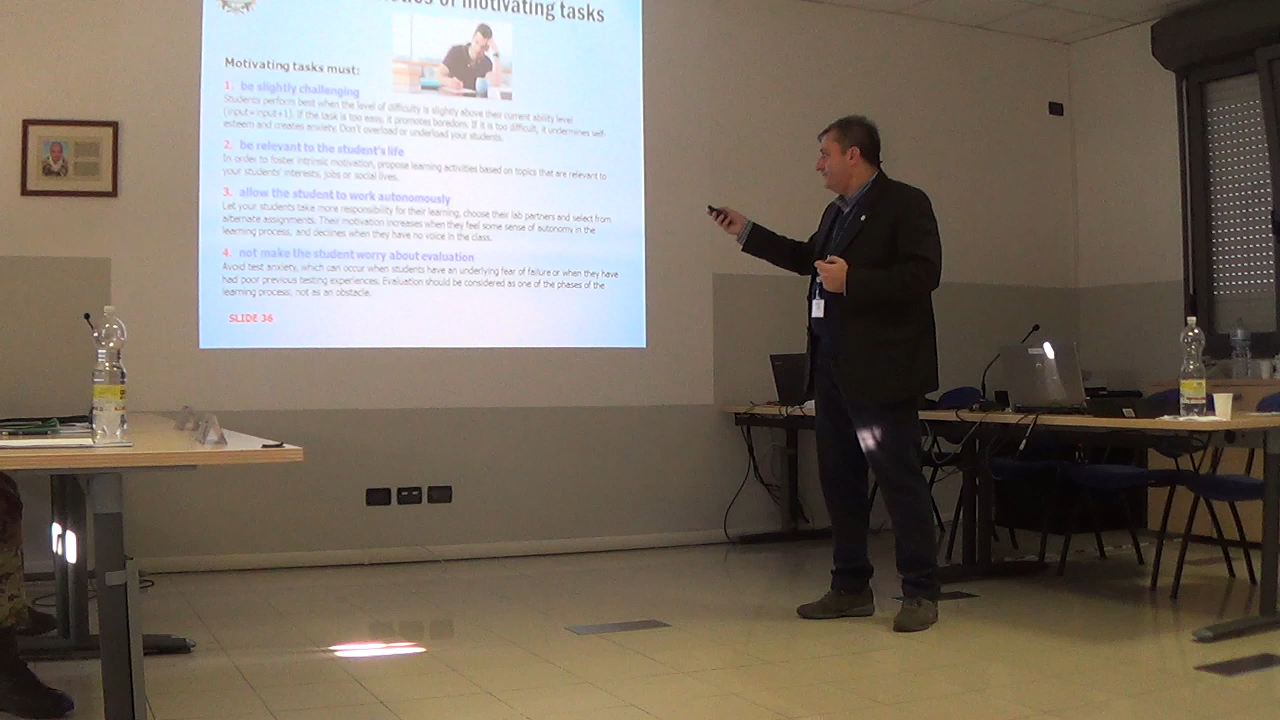 of motivating tasks
Motivating tasks must:
1. be slightly challenging
Students perform best when the level of difficulty is slightly above their current ability level
(input=input+1). If the task is too easy, it promotes boredom. If it is too difficult, it undermines self-
esteem and creates anxiety. Don't overload or underload your students.
2. be relevant to the student's life
In order to foster intrinsic motivation, propose learning activities based on topics that are relevant to
your students' interests, jobs or social lives.
3. allow the student to work autonomously
Let your students take more responsibility for their learning, choose their lab partners and select from
alternate assignments. Their motivation increases when they feel some sense of autonomy in the
learning process, and declines when they have no voice in the class.
4. not make the student worry about evaluation
Avoid test anxiety, which can occur when students have an underlying fear of failure or when they have
had poor previous testing experiences. Evaluation should be considered as one of the phases of the
learning process, not as an obstacle.
SLIDE 36